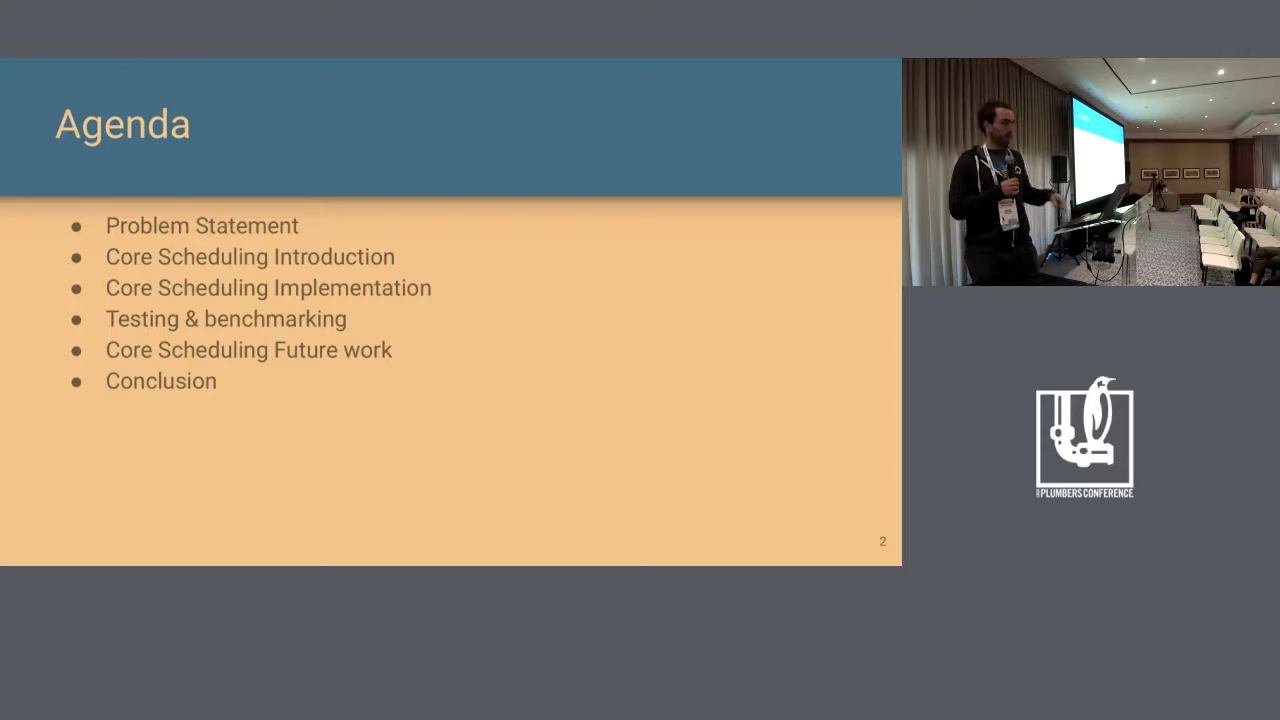 Agenda
● Problem Statement
● Core Scheduling Introduction
● Core Scheduling Implementation
● Testing & benchmarking
● Core Scheduling Future work
● Conclusion
2
PLUMBERS CONFERENCE